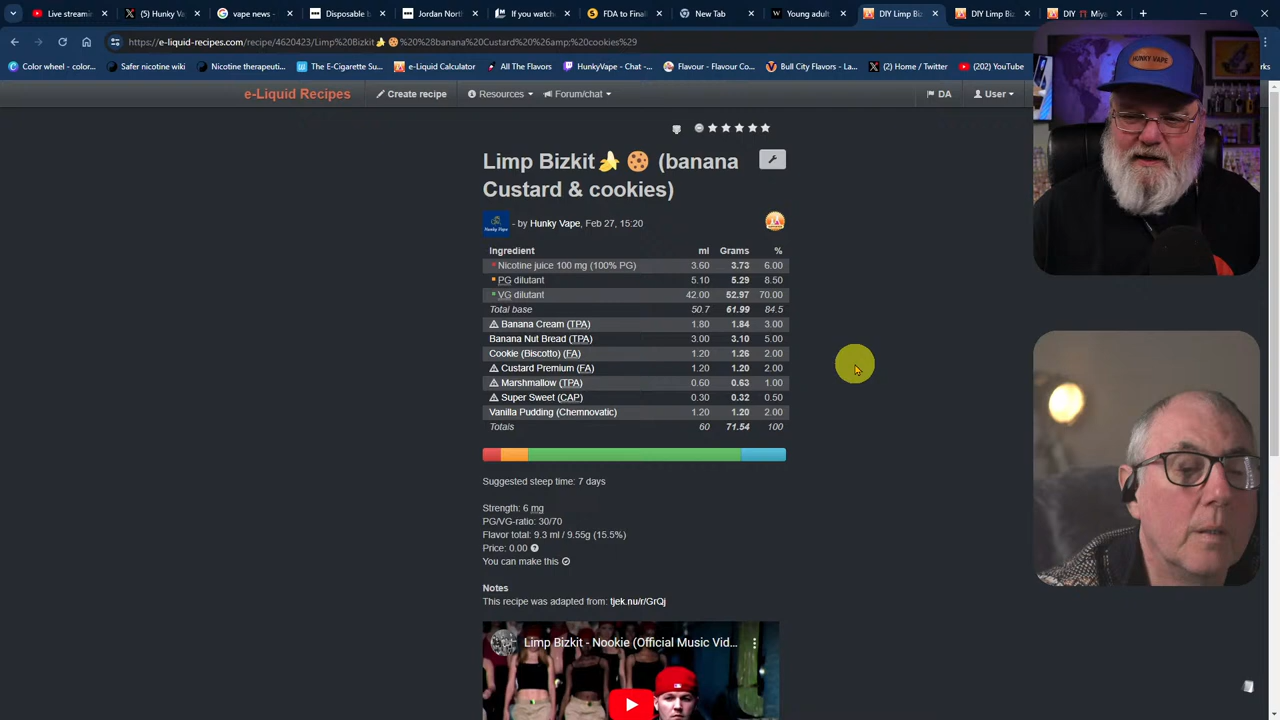 Live streamin
(5) Hunky Va
vape news -
Disposable b
Jordan North
If you watch
FDA to Final
New Tab
Young adult
DIY Limp Biz
DIY Limp Biz
DIY Miya
https://e-liquid-recipes.com/recipe/4620423/Limp%20Bizkit🍌🍪%20%28banana%20Custard%20%26amp;%20cookies%29
Color wheel - color...
Safer nicotine wiki
Nicotine therapeuti...
The E-Cigarette Su...
e-Liquid Calculator
All The Flavors
HunkyVape - Chat -...
Flavour - Flavour Co...
Bull City Flavors - La...
(2) Home / Twitter
(202) YouTube
rks
e-Liquid Recipes
Create recipe
Resources
Forum/chat
DA
User
HUNKY VAPE
Limp Bizkit🍌🍪 (banana
Custard & cookies)
Hunky Vape
- by Hunky Vape, Feb 27, 15:20
Ingredient ml Grams %
Nicotine juice 100 mg (100% PG) 3.60 3.73 6.00
PG dilutant 5.10 5.29 8.50
VG dilutant 42.00 52.97 70.00
Total base 50.7 61.99 84.5
Banana Cream (TPA) 1.80 1.84 3.00
Banana Nut Bread (TPA) 3.00 3.10 5.00
Cookie (Biscotto) (FA) 1.20 1.26 2.00
Custard Premium (FA) 1.20 1.20 2.00
Marshmallow (TPA) 0.60 0.63 1.00
Super Sweet (CAP) 0.30 0.32 0.50
Vanilla Pudding (Chemnovatic) 1.20 1.20 2.00
Totals 60 71.54 100
Suggested steep time: 7 days
Strength: 6 mg
PG/VG-ratio: 30/70
Flavor total: 9.3 ml / 9.55g (15.5%)
Price: 0.00
You can make this
Notes
This recipe was adapted from: tjek.nu/r/GrQj
Limp Bizkit - Nookie (Official Music Vid...